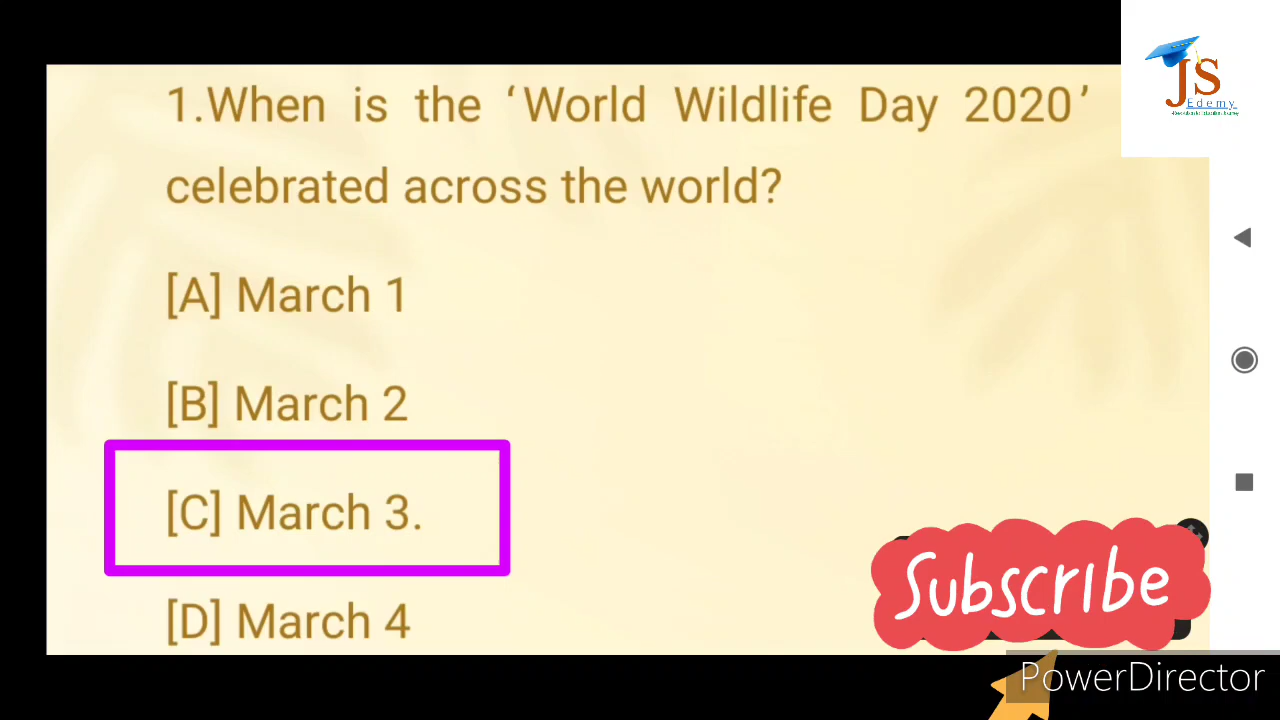 1.When is the ‘World Wildlife Day 2020’
celebrated across the world?
[A] March 1
[B] March 2
[C] March 3.
[D] March 4
JS
Edemy
Subscribe
PowerDirector